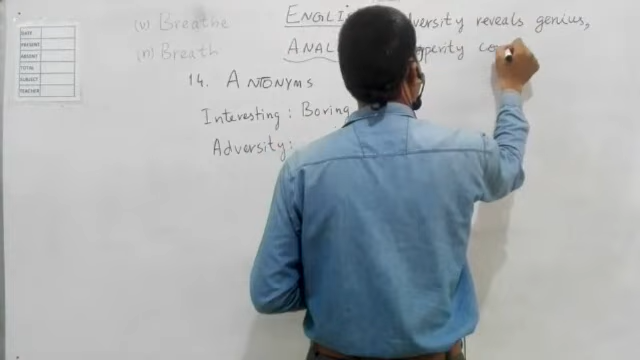 DATE
PRESENT
ABSENT
TOTAL
SUBJECT
TEACHER
(v) Breathe
(n) Breath
ENGLI
ANAL
dversity reveals genius,
perity co
14. ANTONYMS
Interesting : Boring
Adversity :